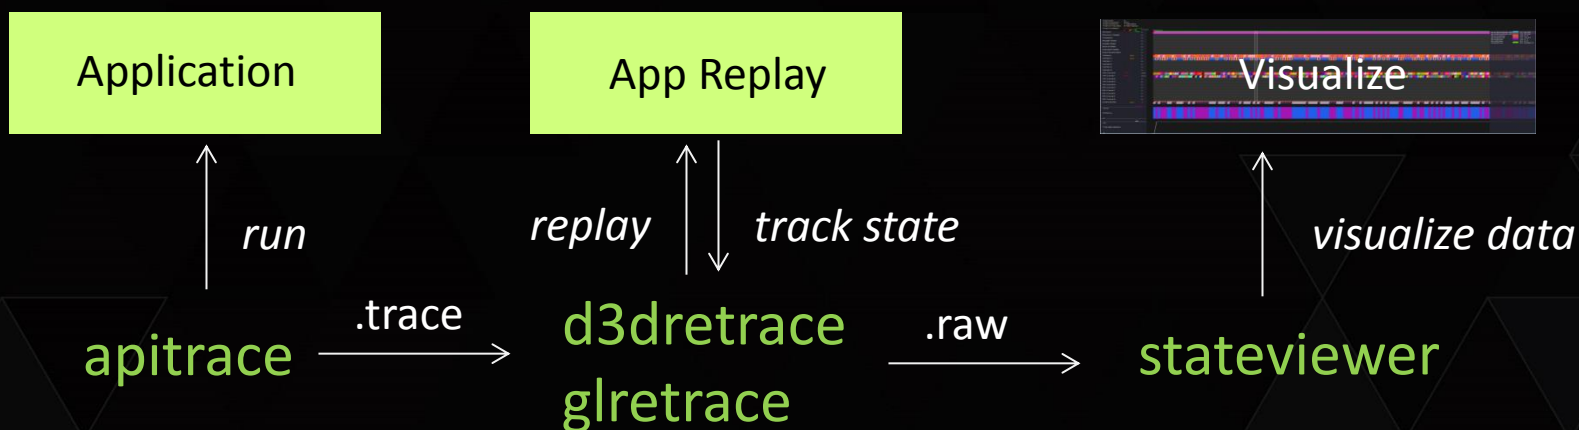 Application
App Replay
Visualize
run
replay
track state
visualize data
apitrace
.trace
d3dretrace
glretrace
.raw
stateviewer